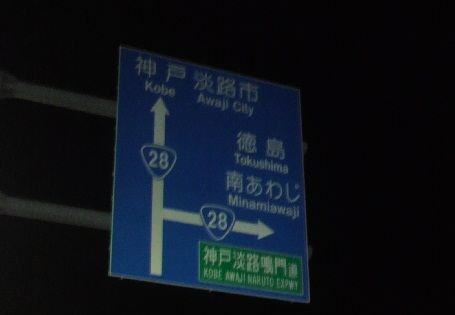 神戸 淡路市
Kobe Awaji City
徳島
Tokushima
28
南あわじ
Minamiawaji
28
神戸淡路鳴門道
KOBE AWAJI NARUTO EXPWY